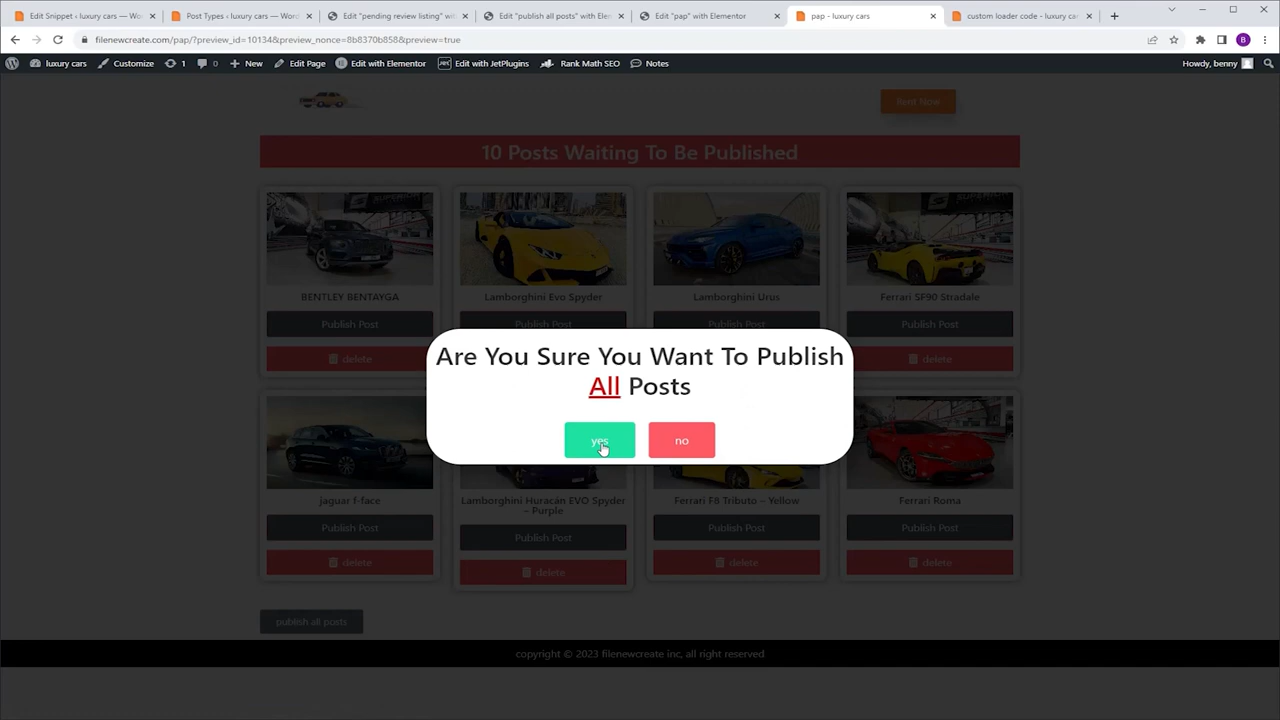 Edit Snippet ‹ luxury cars — Wor
Post Types ‹ luxury cars — Word
Edit "pending review listing" wit
Edit "publish all posts" with Elem
Edit "pap" with Elementor
pap - luxury cars
custom loader code - luxury ca
filenewcreate.com/pap/?preview_id=10134&preview_nonce=8b8370b858&preview=true
B
luxury cars
Customize
1
0
New
Edit Page
Edit with Elementor
Edit with JetPlugins
Rank Math SEO
Notes
Howdy, benny
Rent Now
10 Posts Waiting To Be Published
BENTLEY BENTAYGA
Lamborghini Evo Spyder
Lamborghini Urus
Ferrari SF90 Stradale
Publish Post
Publish Post
Publish Post
Publish Post
delete
delete
Are You Sure You Want To Publish
All Posts
yes
no
jaguar f-face
Lamborghini Huracán EVO Spyder
– Purple
Ferrari F8 Tributo – Yellow
Ferrari Roma
Publish Post
Publish Post
Publish Post
Publish Post
delete
delete
delete
delete
publish all posts
copyright © 2023 filenewcreate inc, all right reserved